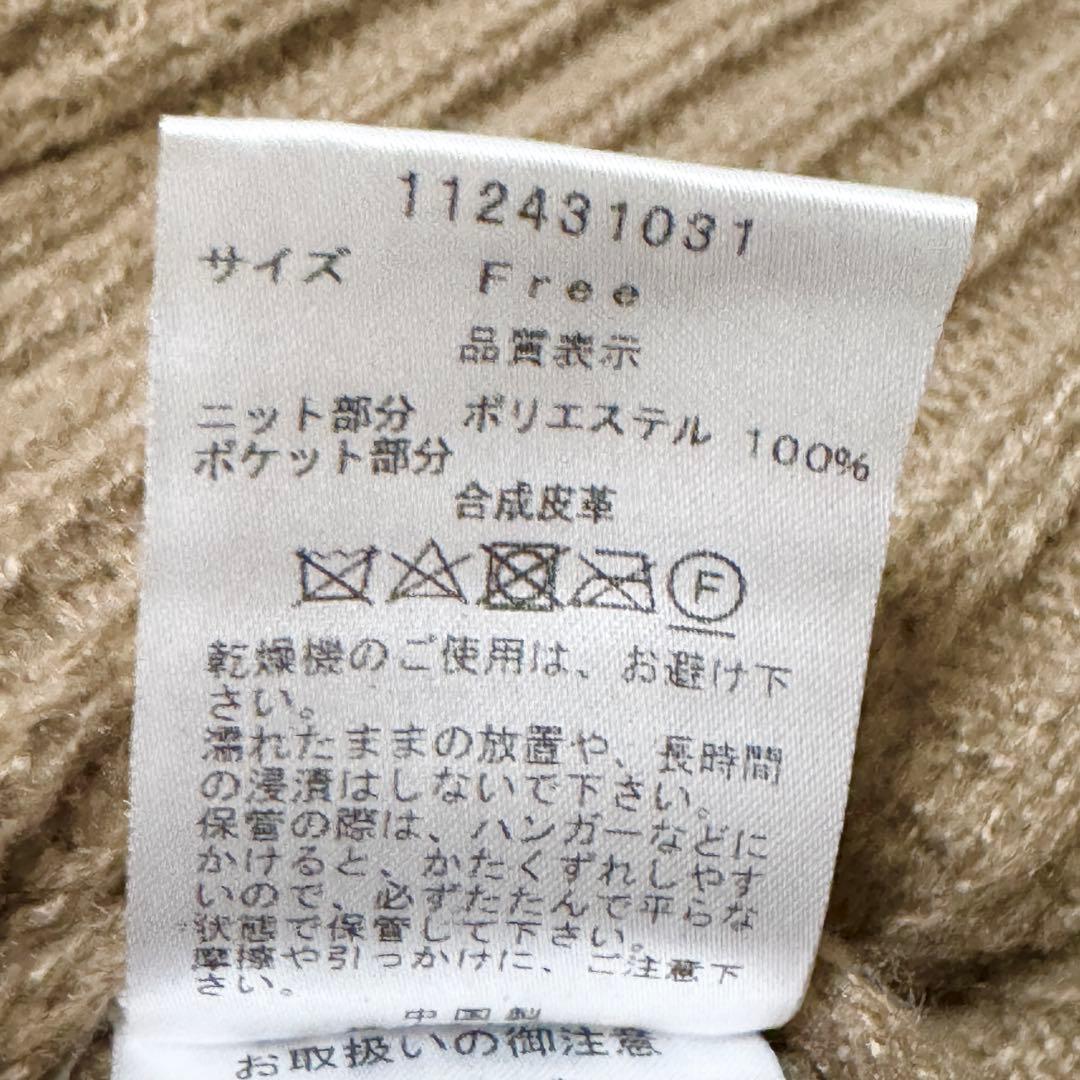 112431031
サイズ Free
品質表示
ニット部分 ポリエステル 100%
ポケット部分
合成皮革
F
乾燥機のご使用は、お避け下
さい。
濡れたままの放置や、長時間
の浸漬はしないで下さい。
保管の際は、ハンガーなどに
かけると、かたくずれしやす
いので、必ずたたんで平らな
状態で保管して下さい。
摩擦や引っかけに、ご注意下
さい。
中国製
お取扱いの御注意